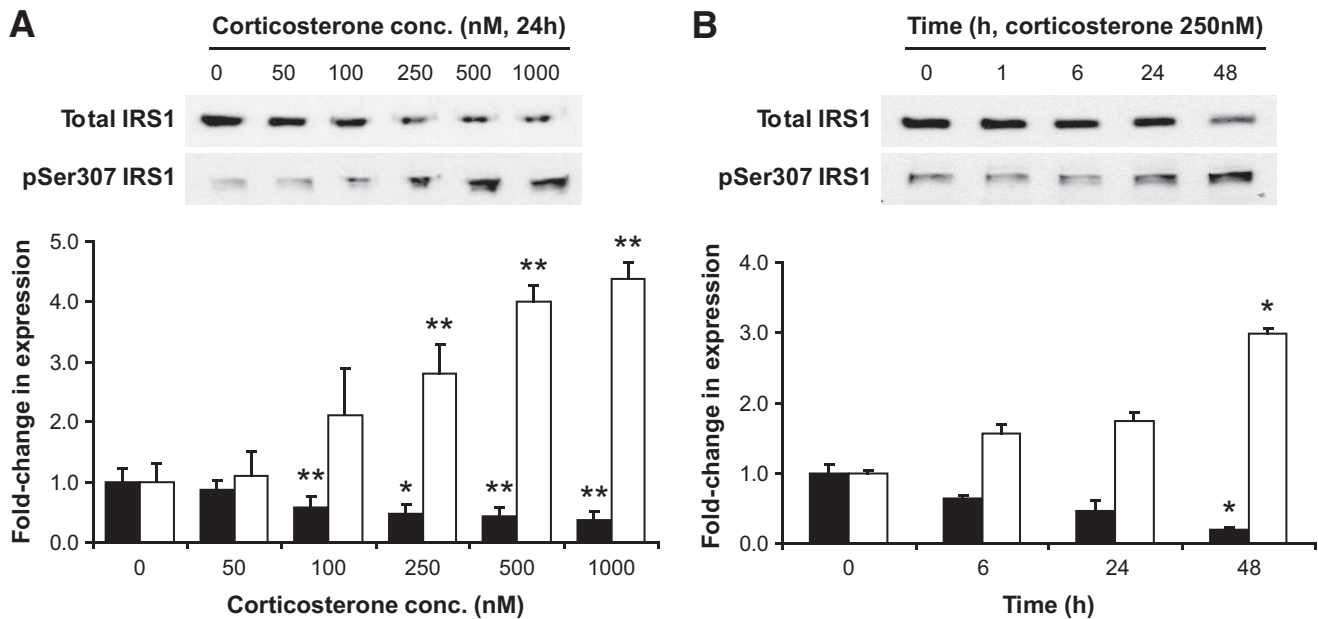 A
Corticosterone conc. (nM, 24h)
0 50 100 250 500 1000
Total IRS1
pSer307 IRS1
Fold-change in expression
5.0
4.0
3.0
2.0
1.0
0.0
** * ** **
** ** **
0 50 100 250 500 1000
Corticosterone conc. (nM)
B
Time (h, corticosterone 250nM)
0 1 6 24 48
Total IRS1
pSer307 IRS1
Fold-change in expression
4.0
3.0
2.0
1.0
0.0
* *
0 6 24 48
Time (h)